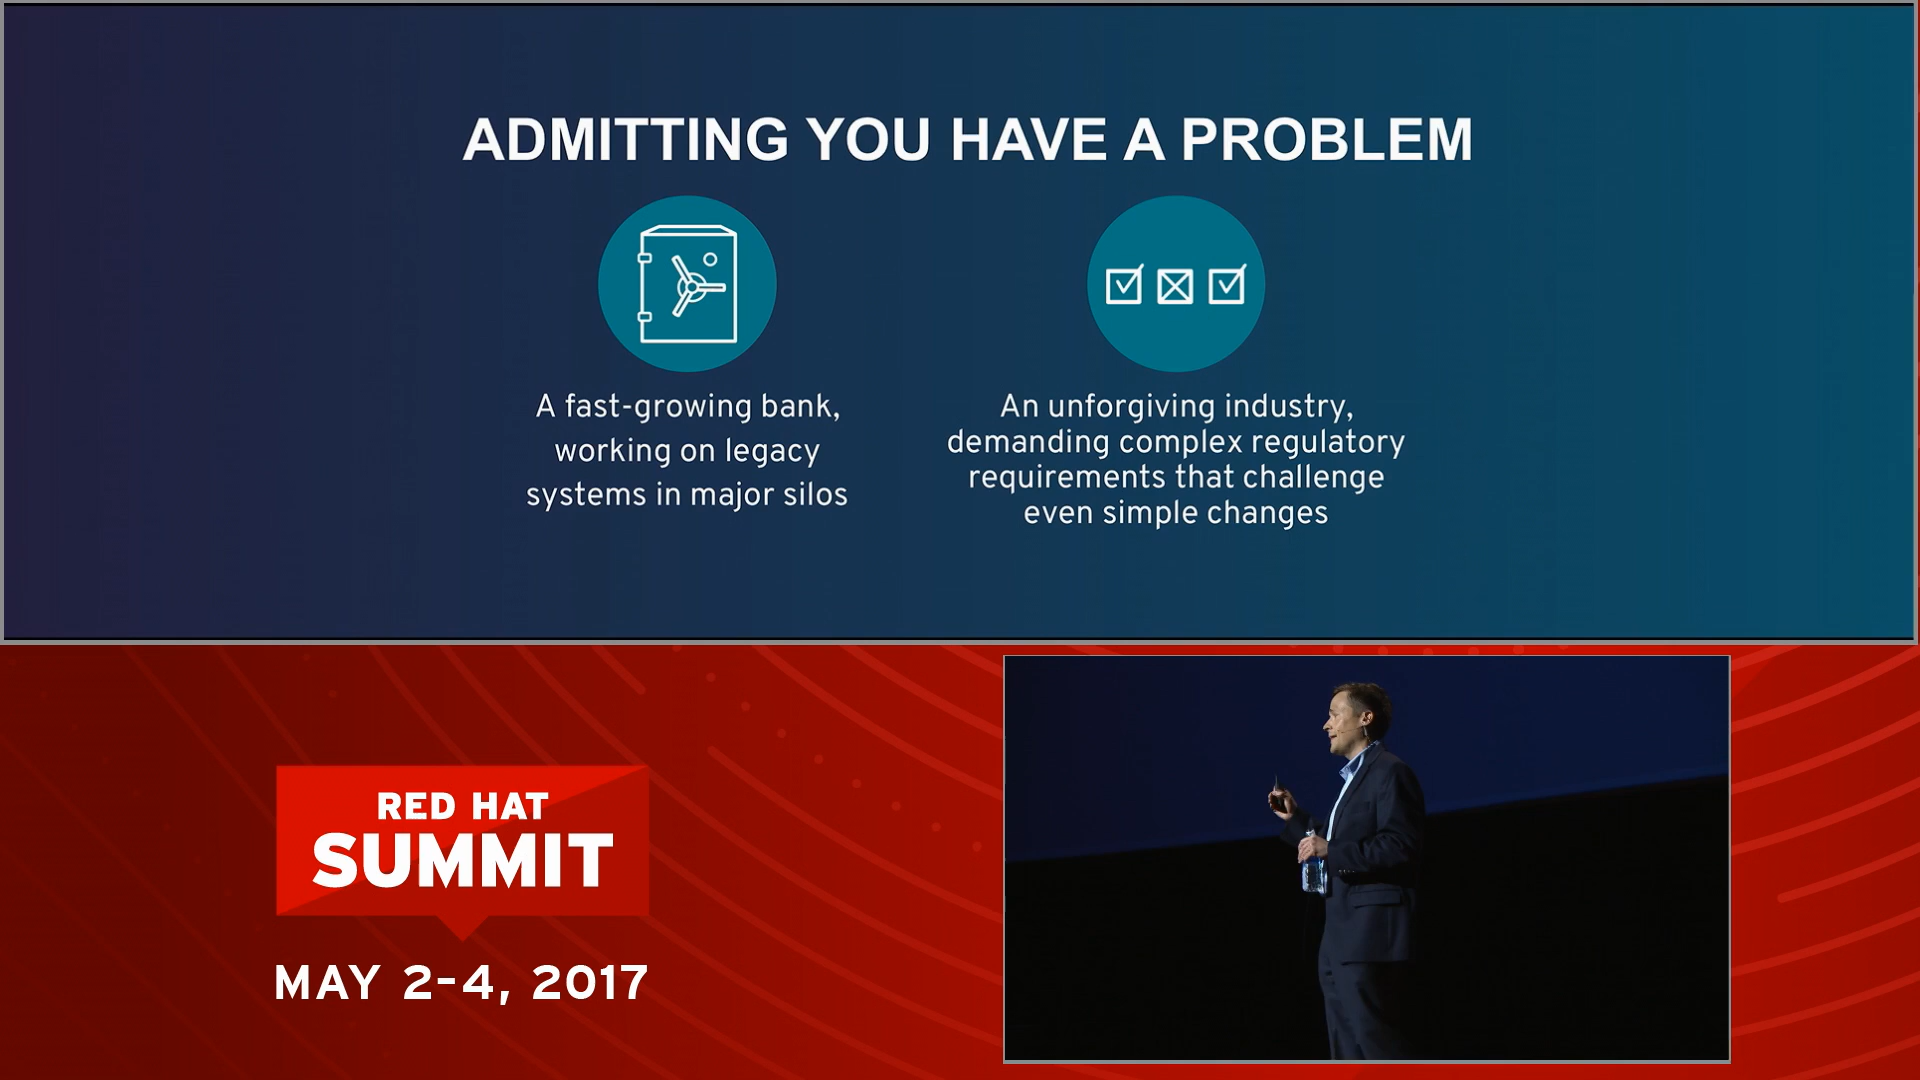 ADMITTING YOU HAVE A PROBLEM
A fast-growing bank,
working on legacy
systems in major silos
An unforgiving industry,
demanding complex regulatory
requirements that challenge
even simple changes
RED HAT
SUMMIT
MAY 2-4, 2017